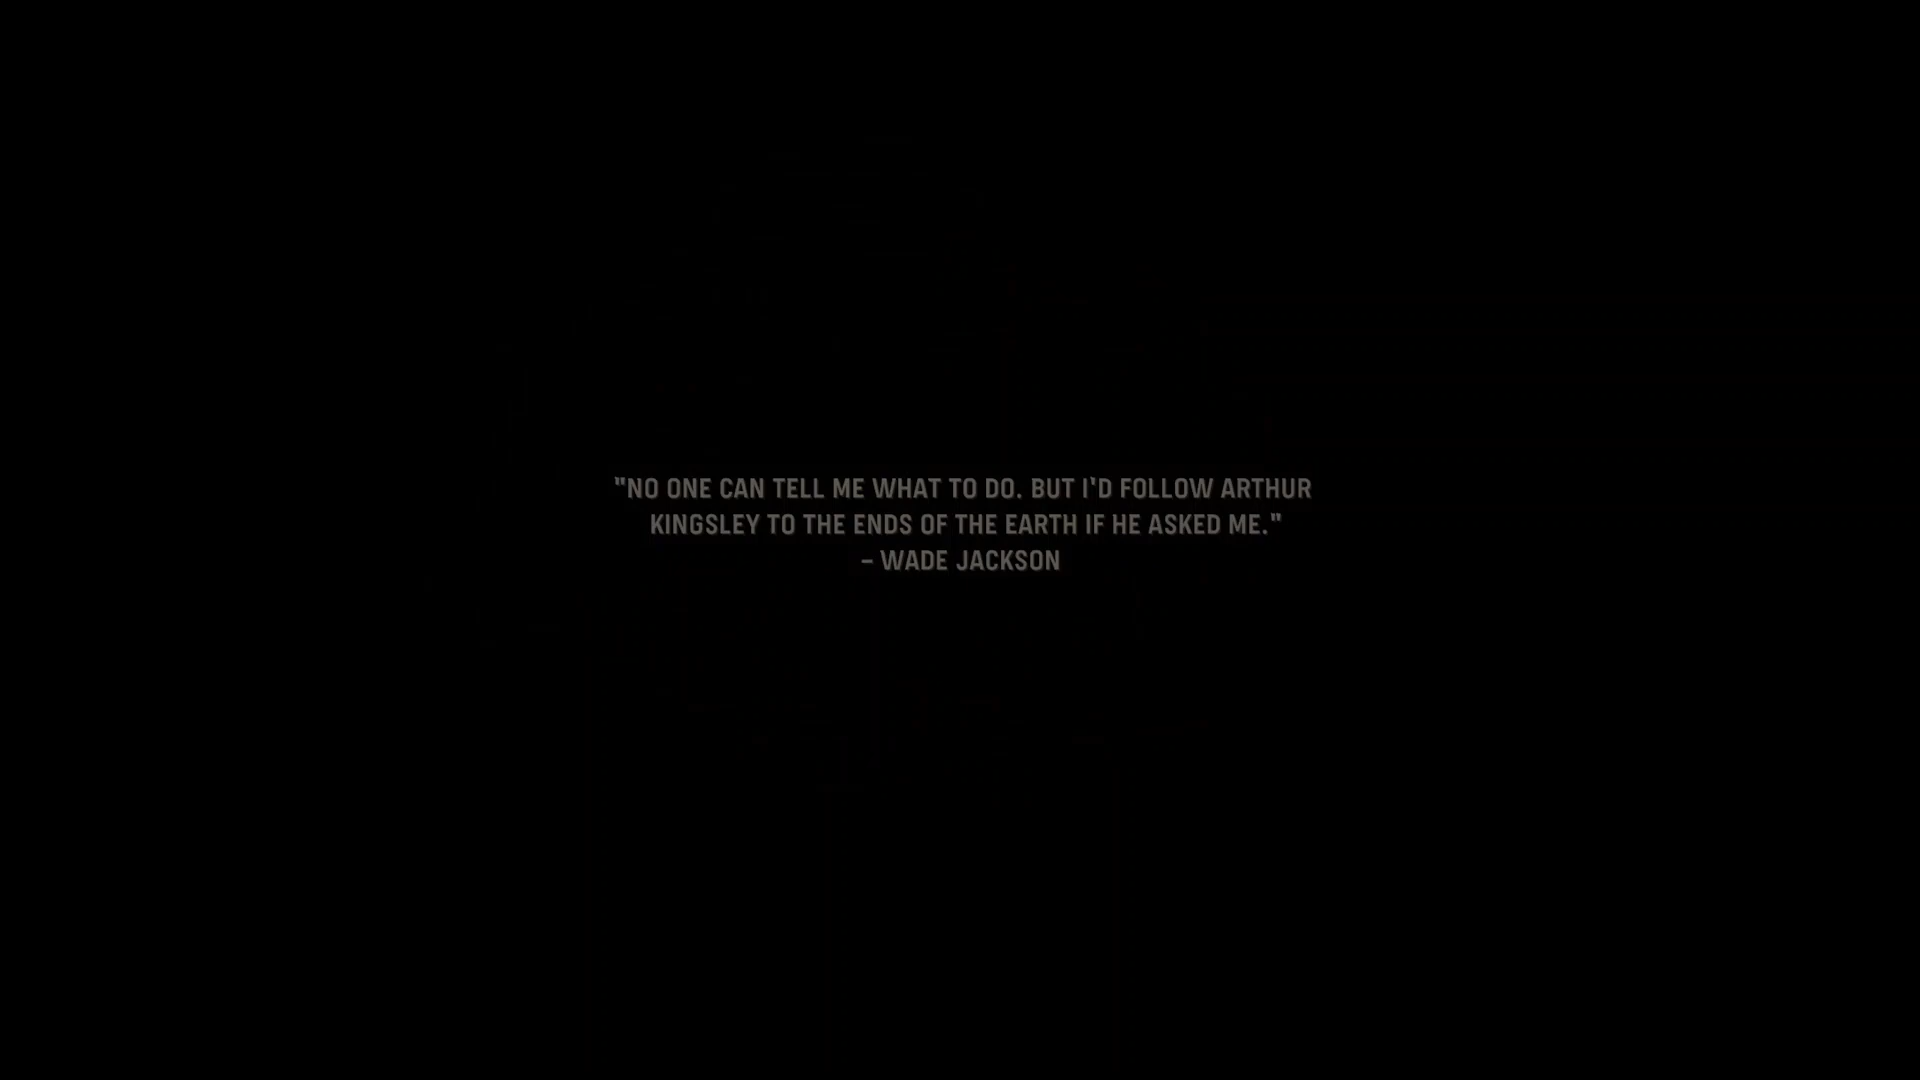 "NO ONE CAN TELL ME WHAT TO DO. BUT I'D FOLLOW ARTHUR
KINGSLEY TO THE ENDS OF THE EARTH IF HE ASKED ME."
– WADE JACKSON